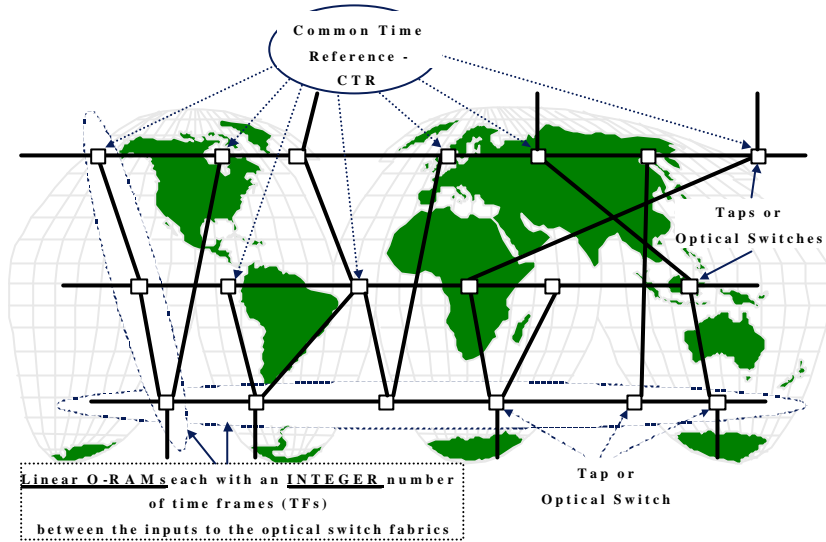 Common Time
Reference -
CTR
Taps or
Optical Switches
Tap or
Optical Switch
Linear O-RAMs each with an INTEGER number
of time frames (TFs)
between the inputs to the optical switch fabrics